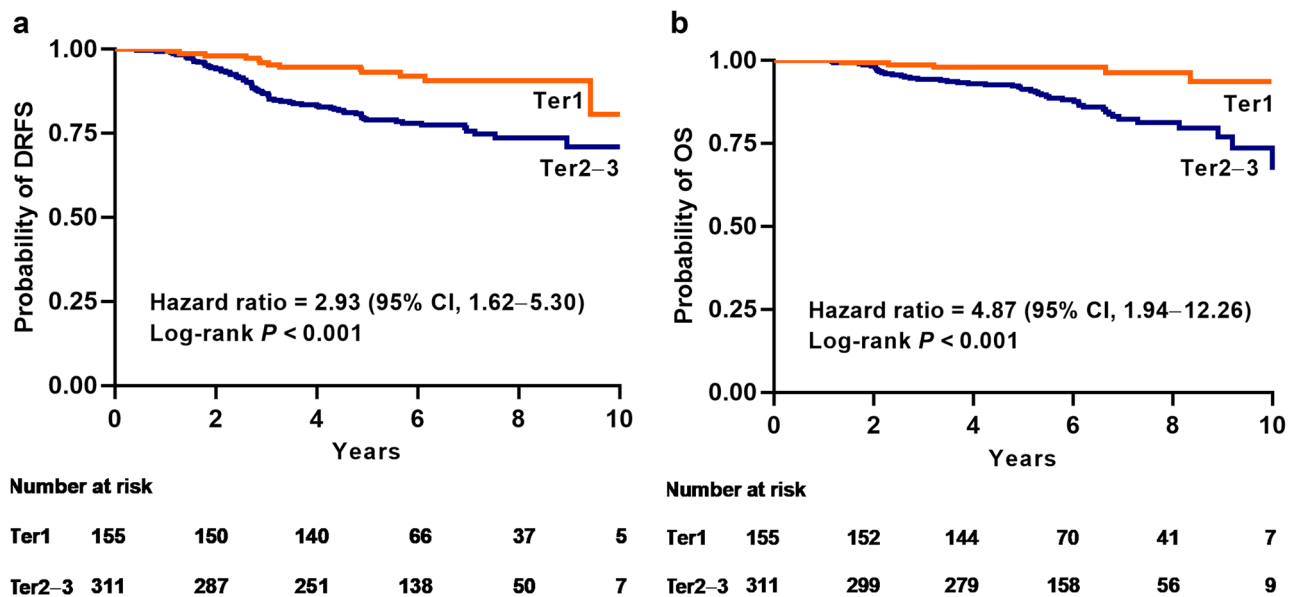 a
Probability of DRFS
1.00
0.75
0.50
0.25
0.00
Ter1
Ter2–3
Hazard ratio = 2.93 (95% CI, 1.62–5.30)
Log-rank P < 0.001
0 2 4 6 8 10
Years
Number at risk
Ter1 155 150 140 66 37 5
Ter2–3 311 287 251 138 50 7
b
Probability of OS
1.00
0.75
0.50
0.25
0.00
Ter1
Ter2–3
Hazard ratio = 4.87 (95% CI, 1.94–12.26)
Log-rank P < 0.001
0 2 4 6 8 10
Years
Number at risk
Ter1 155 152 144 70 41 7
Ter2–3 311 299 279 158 56 9